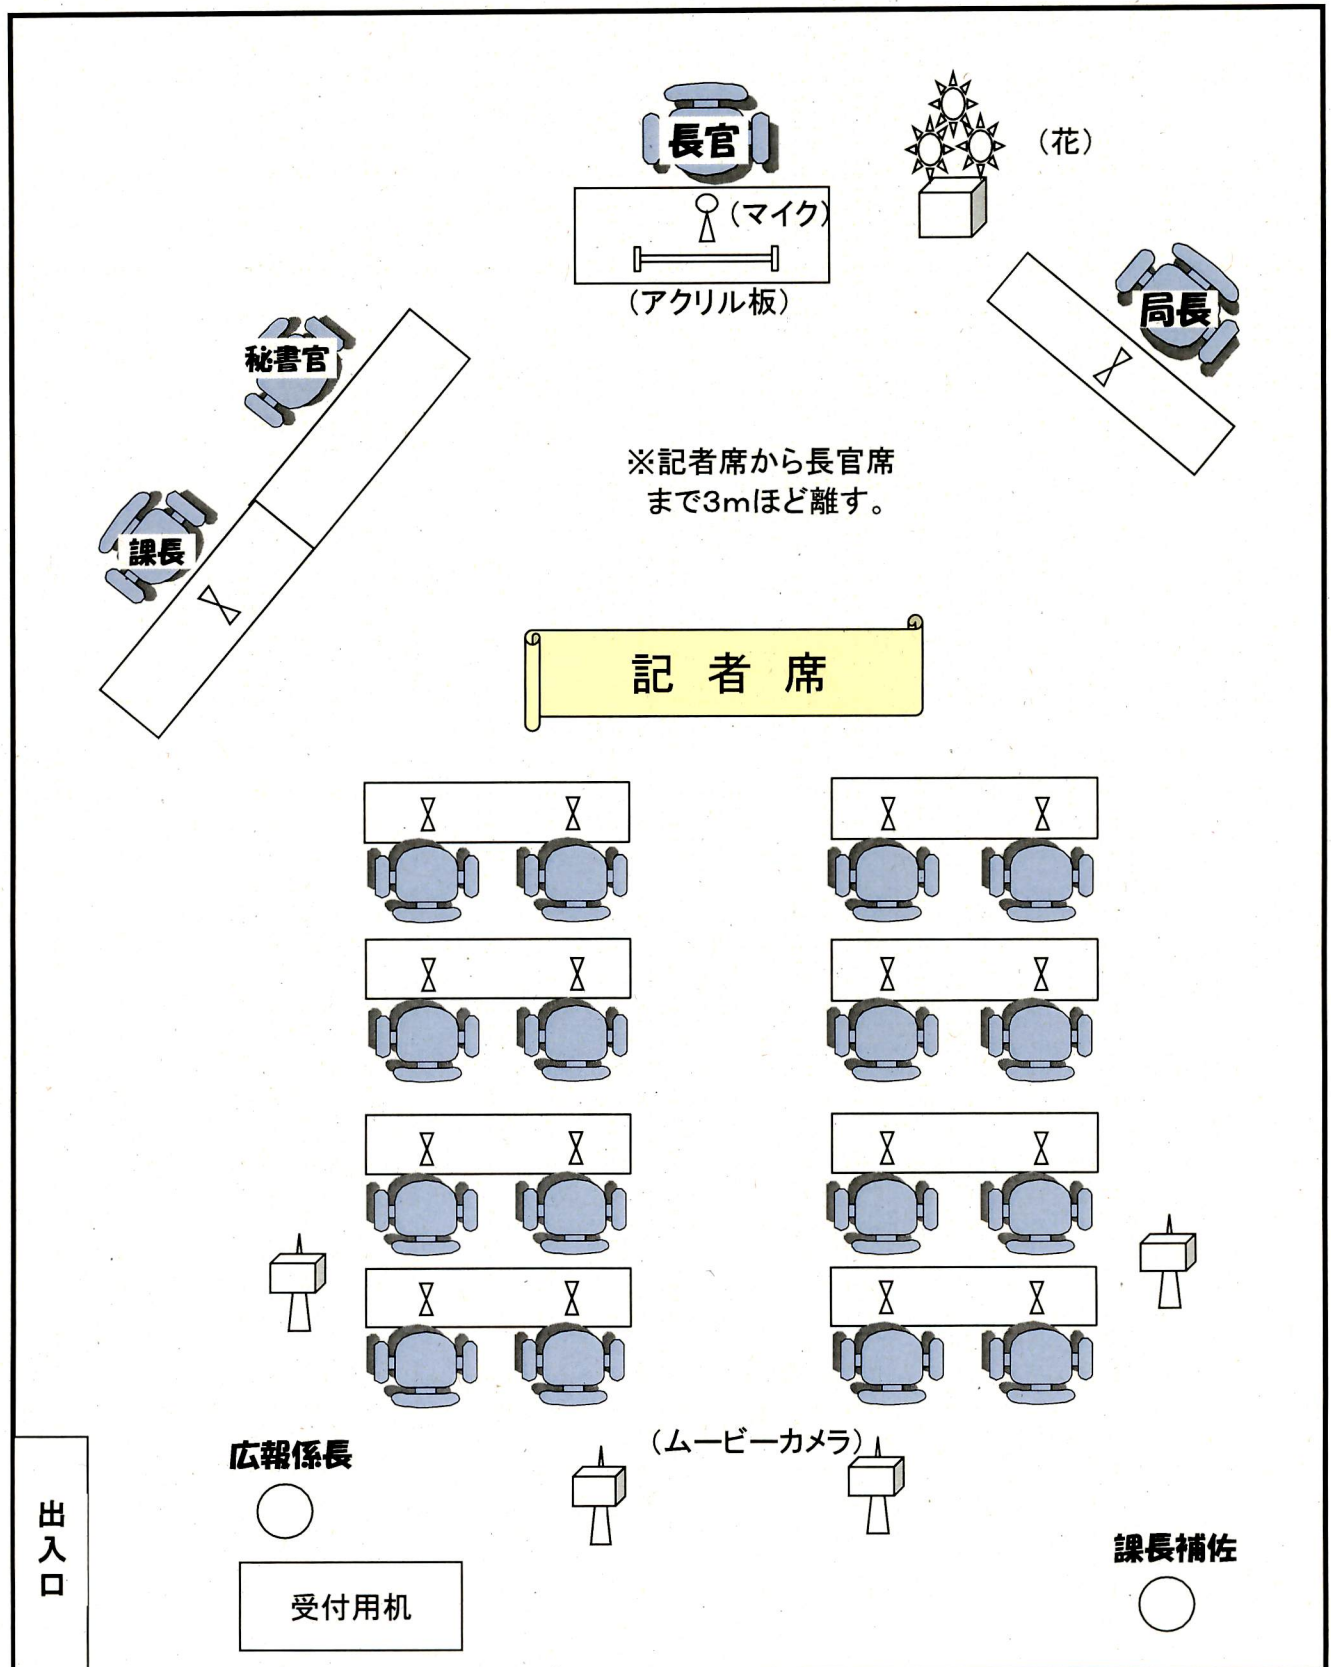 長官
(花)
(マイク)
(アクリル板)
局長
秘書官
※記者席から長官席
まで3mほど離す。
課長
記者席
(ムービーカメラ)
広報係長
出入口
課長補佐
受付用机